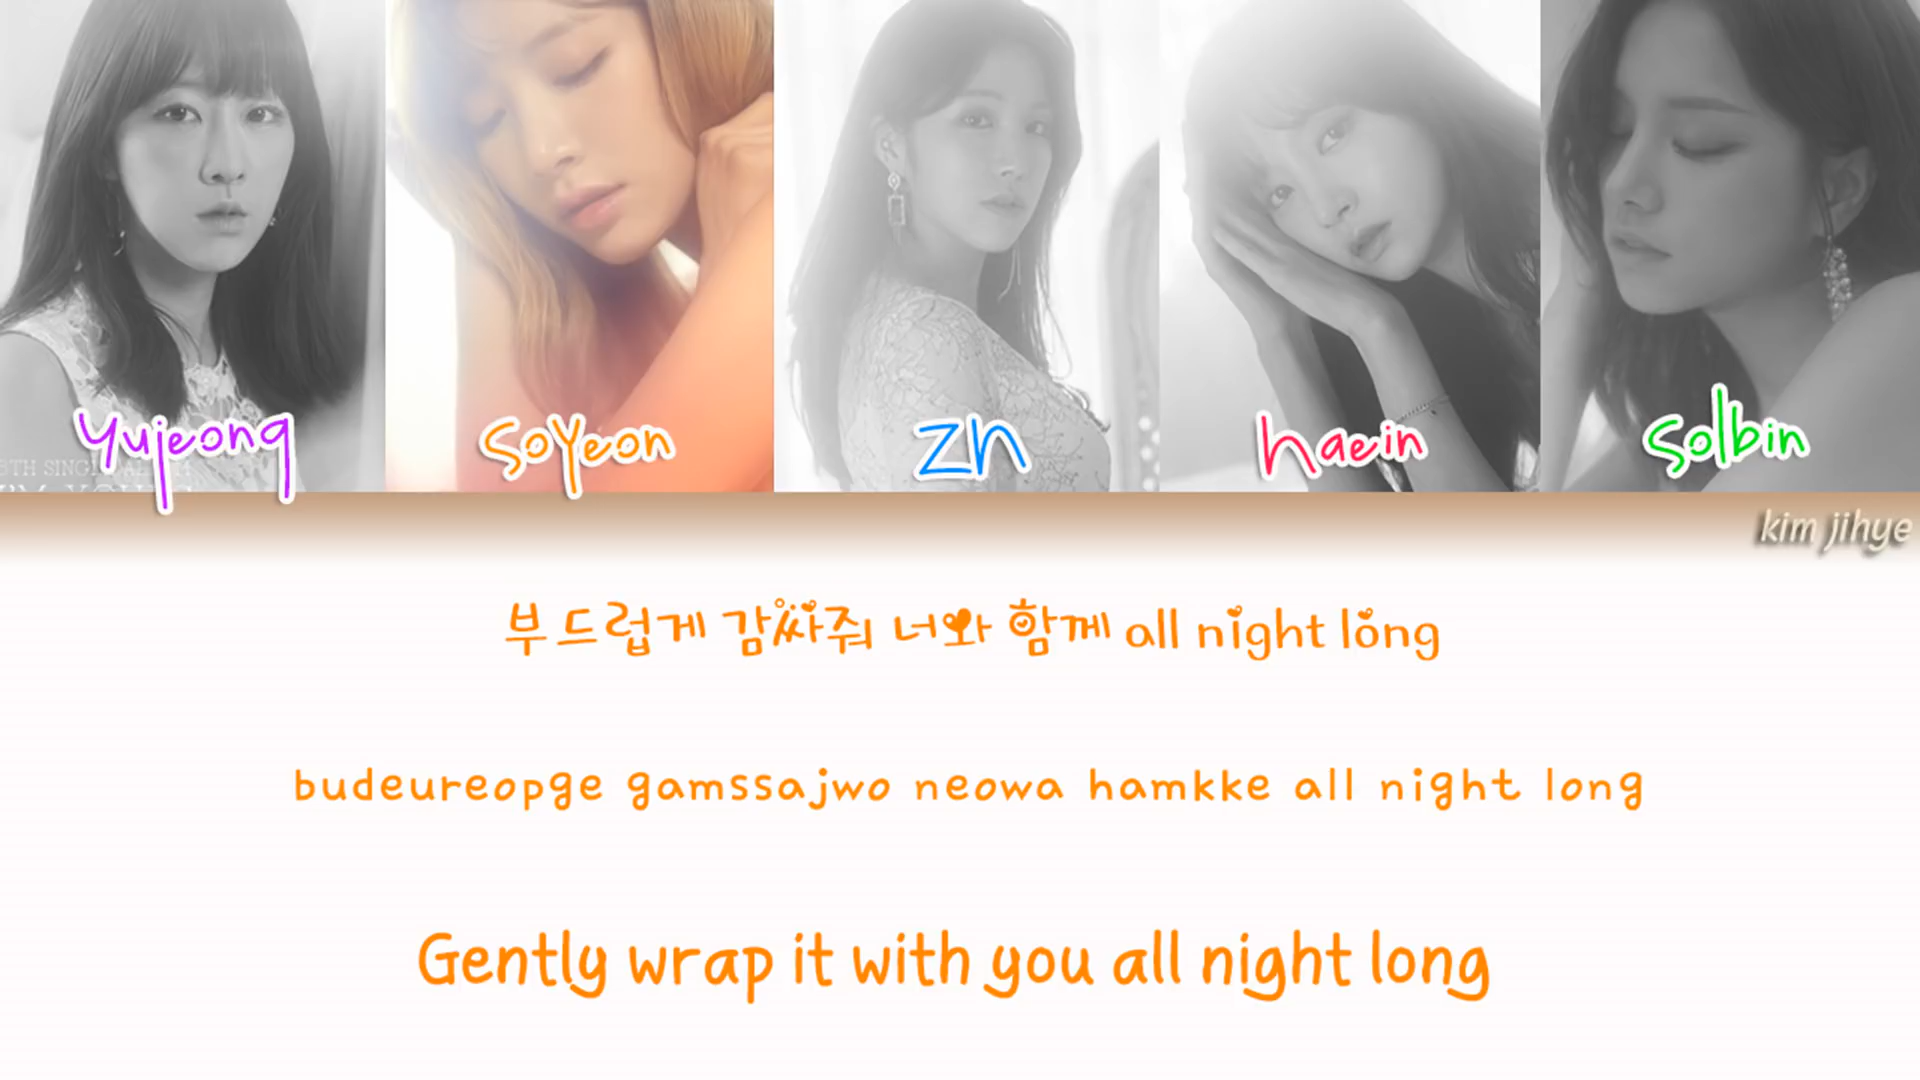 Yujeong
SoYeon
ZN
haein
Solbin
kim jihye
부드럽게 감싸줘 너와 함께 all night long
budeureopge gamssajwo neowa hamkke all night long
Gently wrap it with you all night long